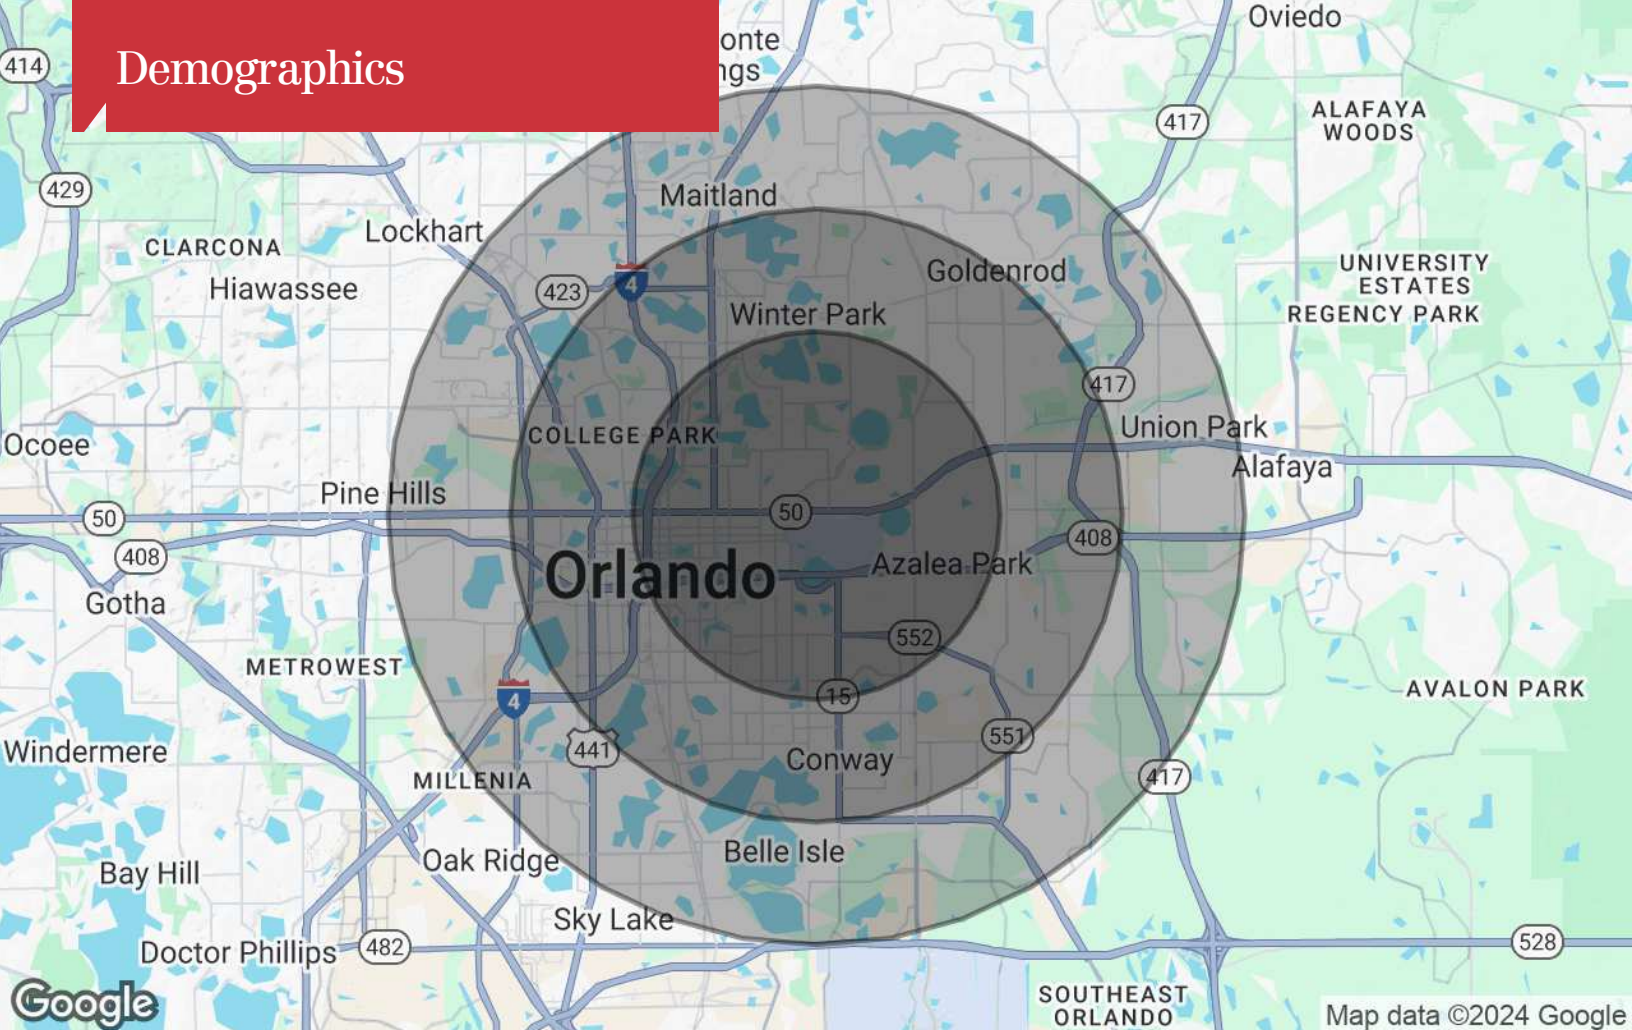 Demographics
Oviedo
onte
ngs
414
ALAFAYA
WOODS
417
429
Maitland
Lockhart
CLARCONA
Hiawassee
423
4
Goldenrod
UNIVERSITY
ESTATES
REGENCY PARK
Winter Park
417
COLLEGE PARK
Union Park
Ocoee
Alafaya
Pine Hills
50
50
408
408
Orlando
Azalea Park
Gotha
552
METROWEST
4
15
AVALON PARK
441
551
Windermere
Conway
MILLENIA
417
Bay Hill
Oak Ridge
Belle Isle
Sky Lake
Doctor Phillips
482
528
Google
SOUTHEAST
ORLANDO
Map data ©2024 Google